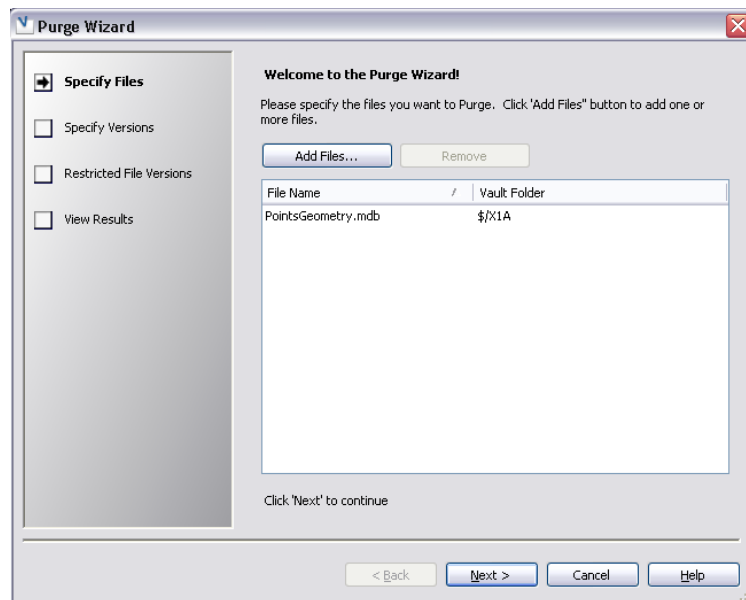 Purge Wizard
Specify Files
Specify Versions
Restricted File Versions
View Results
Welcome to the Purge Wizard!
Please specify the files you want to Purge. Click 'Add Files" button to add one or
more files.
Add Files... Remove
File Name / Vault Folder
PointsGeometry.mdb $/X1A
Click 'Next' to continue
< Back Next > Cancel Help